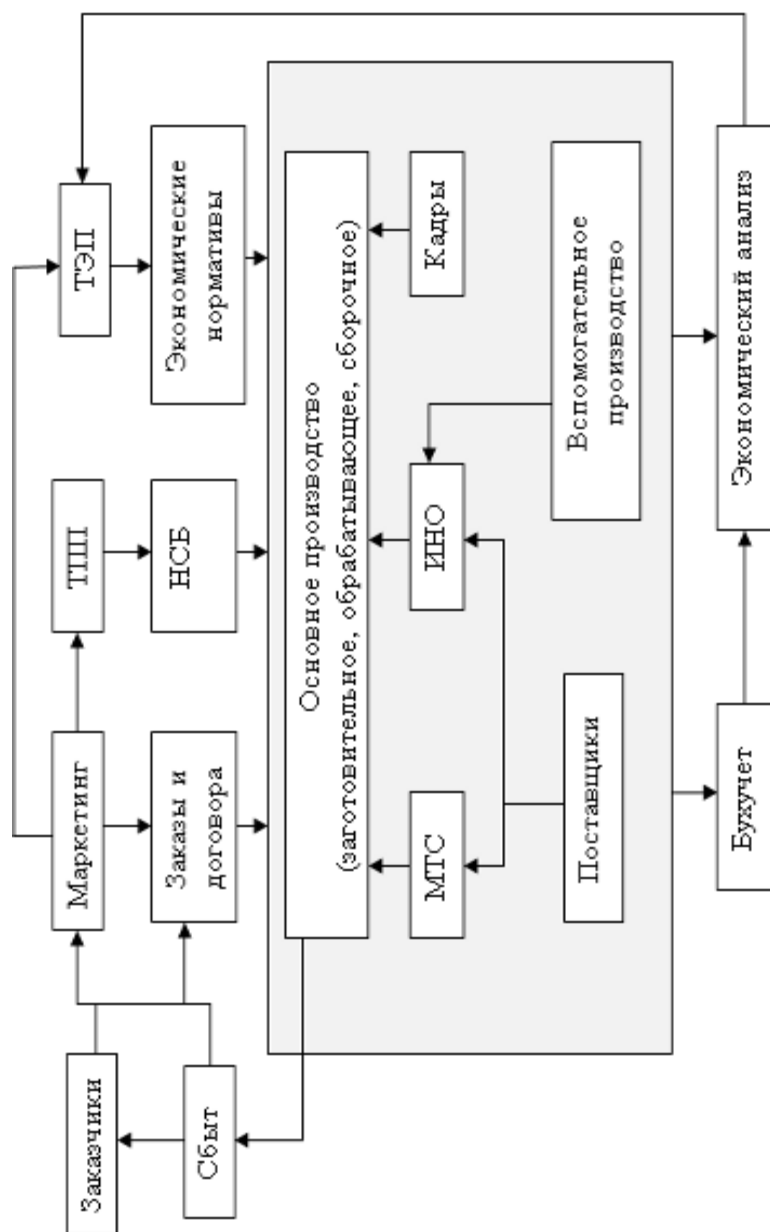 Заказчики
Маркетинг
ТПП
ТЭП
Сбыт
Заказы и
договора
НСБ
Экономические
нормативы
Основное производство
(заготовительное, обрабатывающее, сборочное)
МТС
ИНО
Кадры
Поставщики
Вспомогательное
производство
Бухучет
Экономический анализ